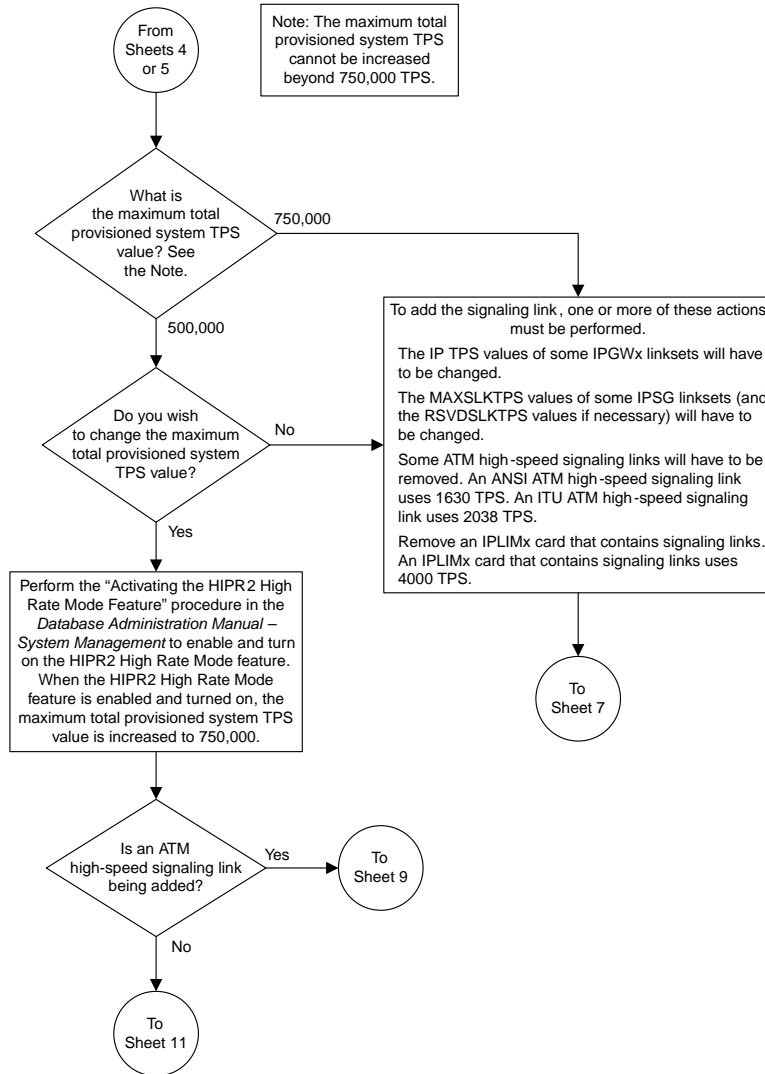 From
Sheets 4
or 5
Note: The maximum total
provisioned system TPS
cannot be increased
beyond 750,000 TPS.
What is
the maximum total
provisioned system TPS
value? See
the Note.
750,000
500,000
To add the signaling link, one or more of these actions
must be performed.
The IP TPS values of some IPGWx linksets will have
to be changed.
The MAXSLKTPS values of some IPSG linksets (and
the RSVDSLKTPS values if necessary) will have to
be changed.
Some ATM high-speed signaling links will have to be
removed. An ANSI ATM high-speed signaling link
uses 1630 TPS. An ITU ATM high-speed signaling
link uses 2038 TPS.
Remove an IPLIMx card that contains signaling links.
An IPLIMx card that contains signaling links uses
4000 TPS.
Do you wish
to change the maximum
total provisioned system
TPS value?
No
Yes
Perform the “Activating the HIPR2 High
Rate Mode Feature” procedure in the
Database Administration Manual –
System Management to enable and turn
on the HIPR2 High Rate Mode feature.
When the HIPR2 High Rate Mode
feature is enabled and turned on, the
maximum total provisioned system TPS
value is increased to 750,000.
To
Sheet 7
Is an ATM
high-speed signaling link
being added?
Yes
To
Sheet 9
No
To
Sheet 11